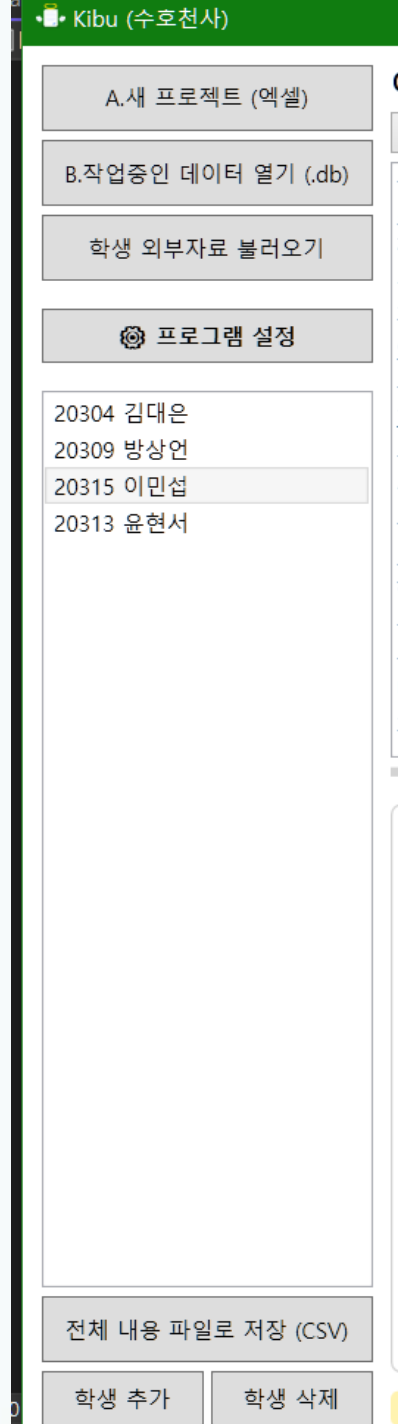 Kibu (수호천사)
A.새 프로젝트 (엑셀)
B.작업중인 데이터 열기 (.db)
학생 외부자료 불러오기
프로그램 설정
20304 김대은
20309 방상언
20315 이민섭
20313 윤현서
전체 내용 파일로 저장 (CSV)
학생 추가
학생 삭제